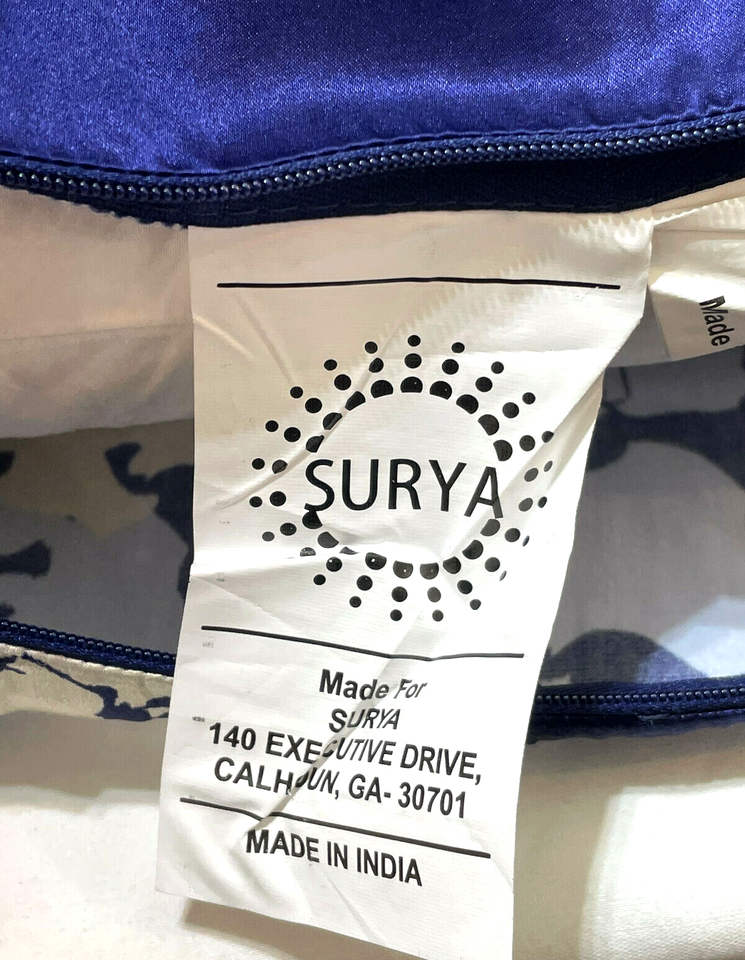 SURYA
Made For
SURYA
140 EXECUTIVE DRIVE,
CALHOUN, GA- 30701
MADE IN INDIA
Made